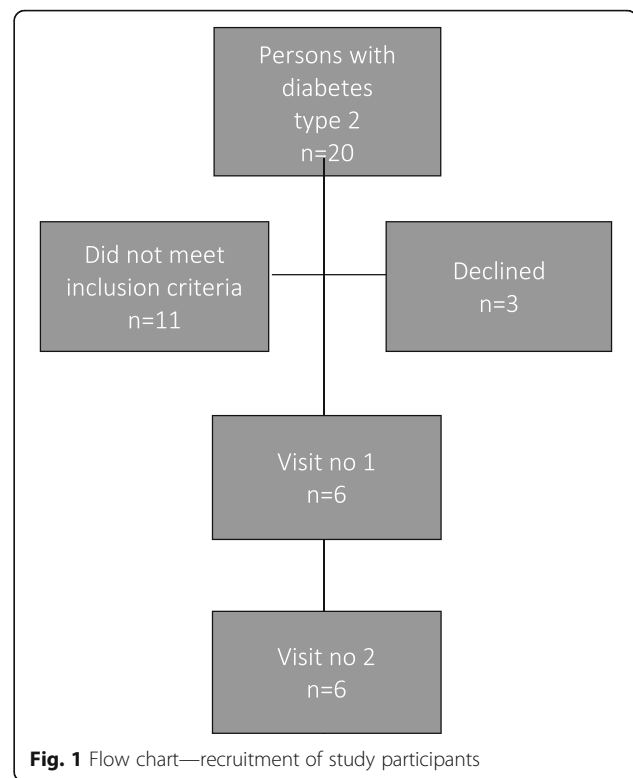 Persons with
diabetes
type 2
n=20
Did not meet
inclusion criteria
n=11
Declined
n=3
Visit no 1
n=6
Visit no 2
n=6
Fig. 1 Flow chart—recruitment of study participants